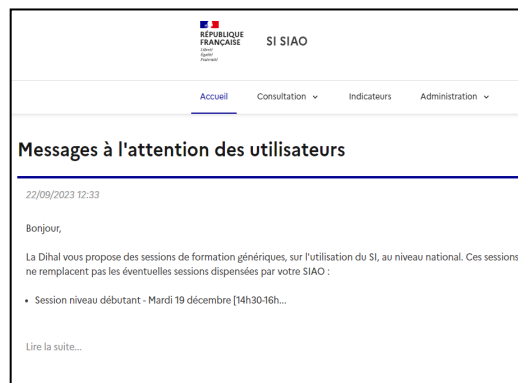 RÉPUBLIQUE
FRANÇAISE
Liberté
Égalité
Fraternité
SI SIAO
Accueil Consultation Indicateurs Administration
Messages à l'attention des utilisateurs
22/09/2023 12:33
Bonjour,
La Dihal vous propose des sessions de formation génériques, sur l'utilisation du SI, au niveau national. Ces sessions
ne remplacent pas les éventuelles sessions dispensées par votre SIAO :
• Session niveau débutant - Mardi 19 décembre [14h30-16h...
Lire la suite...